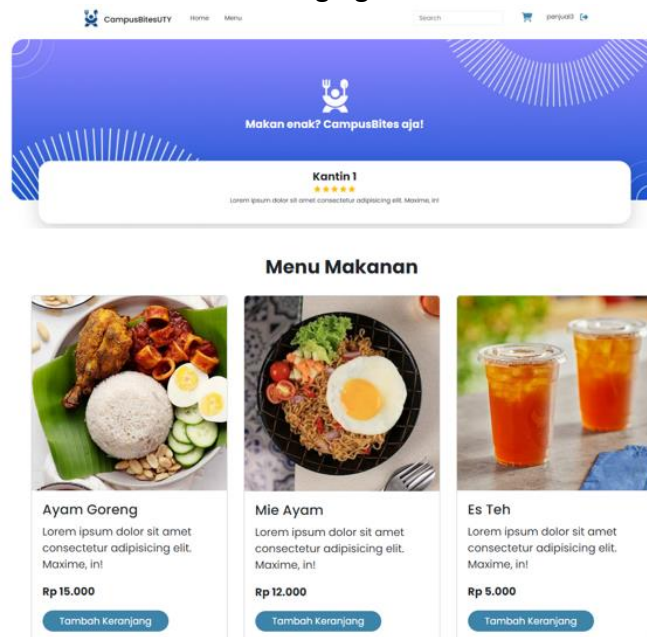 CampusBitesUTY Home Menu Search penjual3
Makan enak? CampusBites aja!
Kantin 1
Lorem ipsum dolor sit amet consectetur adipisicing elit. Maxime, in!
Menu Makanan
Ayam Goreng
Lorem ipsum dolor sit amet
consectetur adipisicing elit.
Maxime, in!
Rp 15.000
Tambah Keranjang
Mie Ayam
Lorem ipsum dolor sit amet
consectetur adipisicing elit.
Maxime, in!
Rp 12.000
Tambah Keranjang
Es Teh
Lorem ipsum dolor sit amet
consectetur adipisicing elit.
Maxime, in!
Rp 5.000
Tambah Keranjang